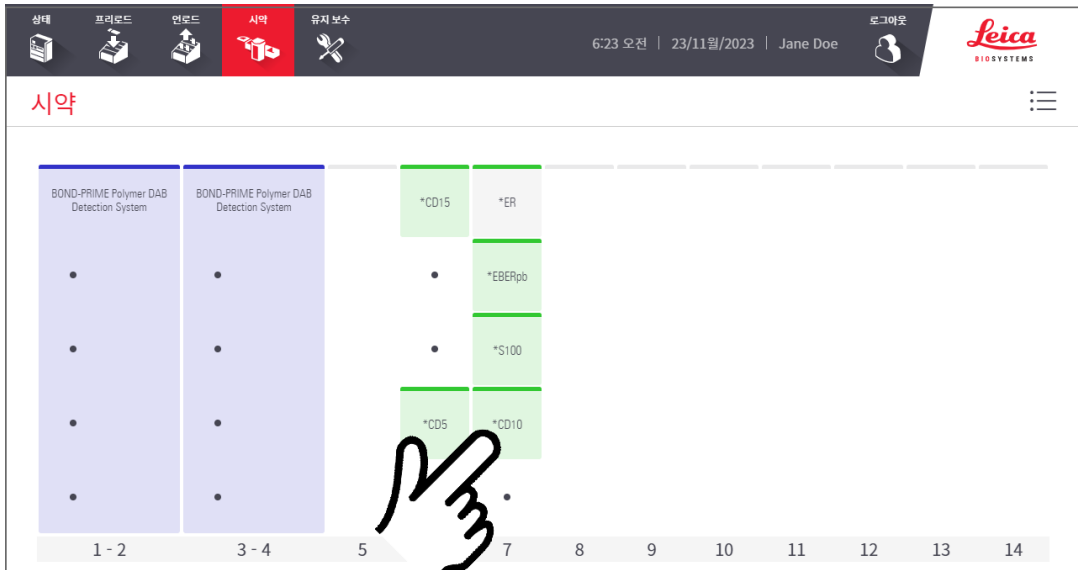 상태 프리로드 언로드 시약 유지 보수
6:23 오전 | 23/11월/2023 | Jane Doe
로그아웃
Leica
BIOSYSTEMS
시약
BOND-PRIME Polymer DAB
Detection System
BOND-PRIME Polymer DAB
Detection System
*CD15
*ER
*EBERpb
*S100
*CD5
*CD10
1 - 2 3 - 4 5 7 8 9 10 11 12 13 14